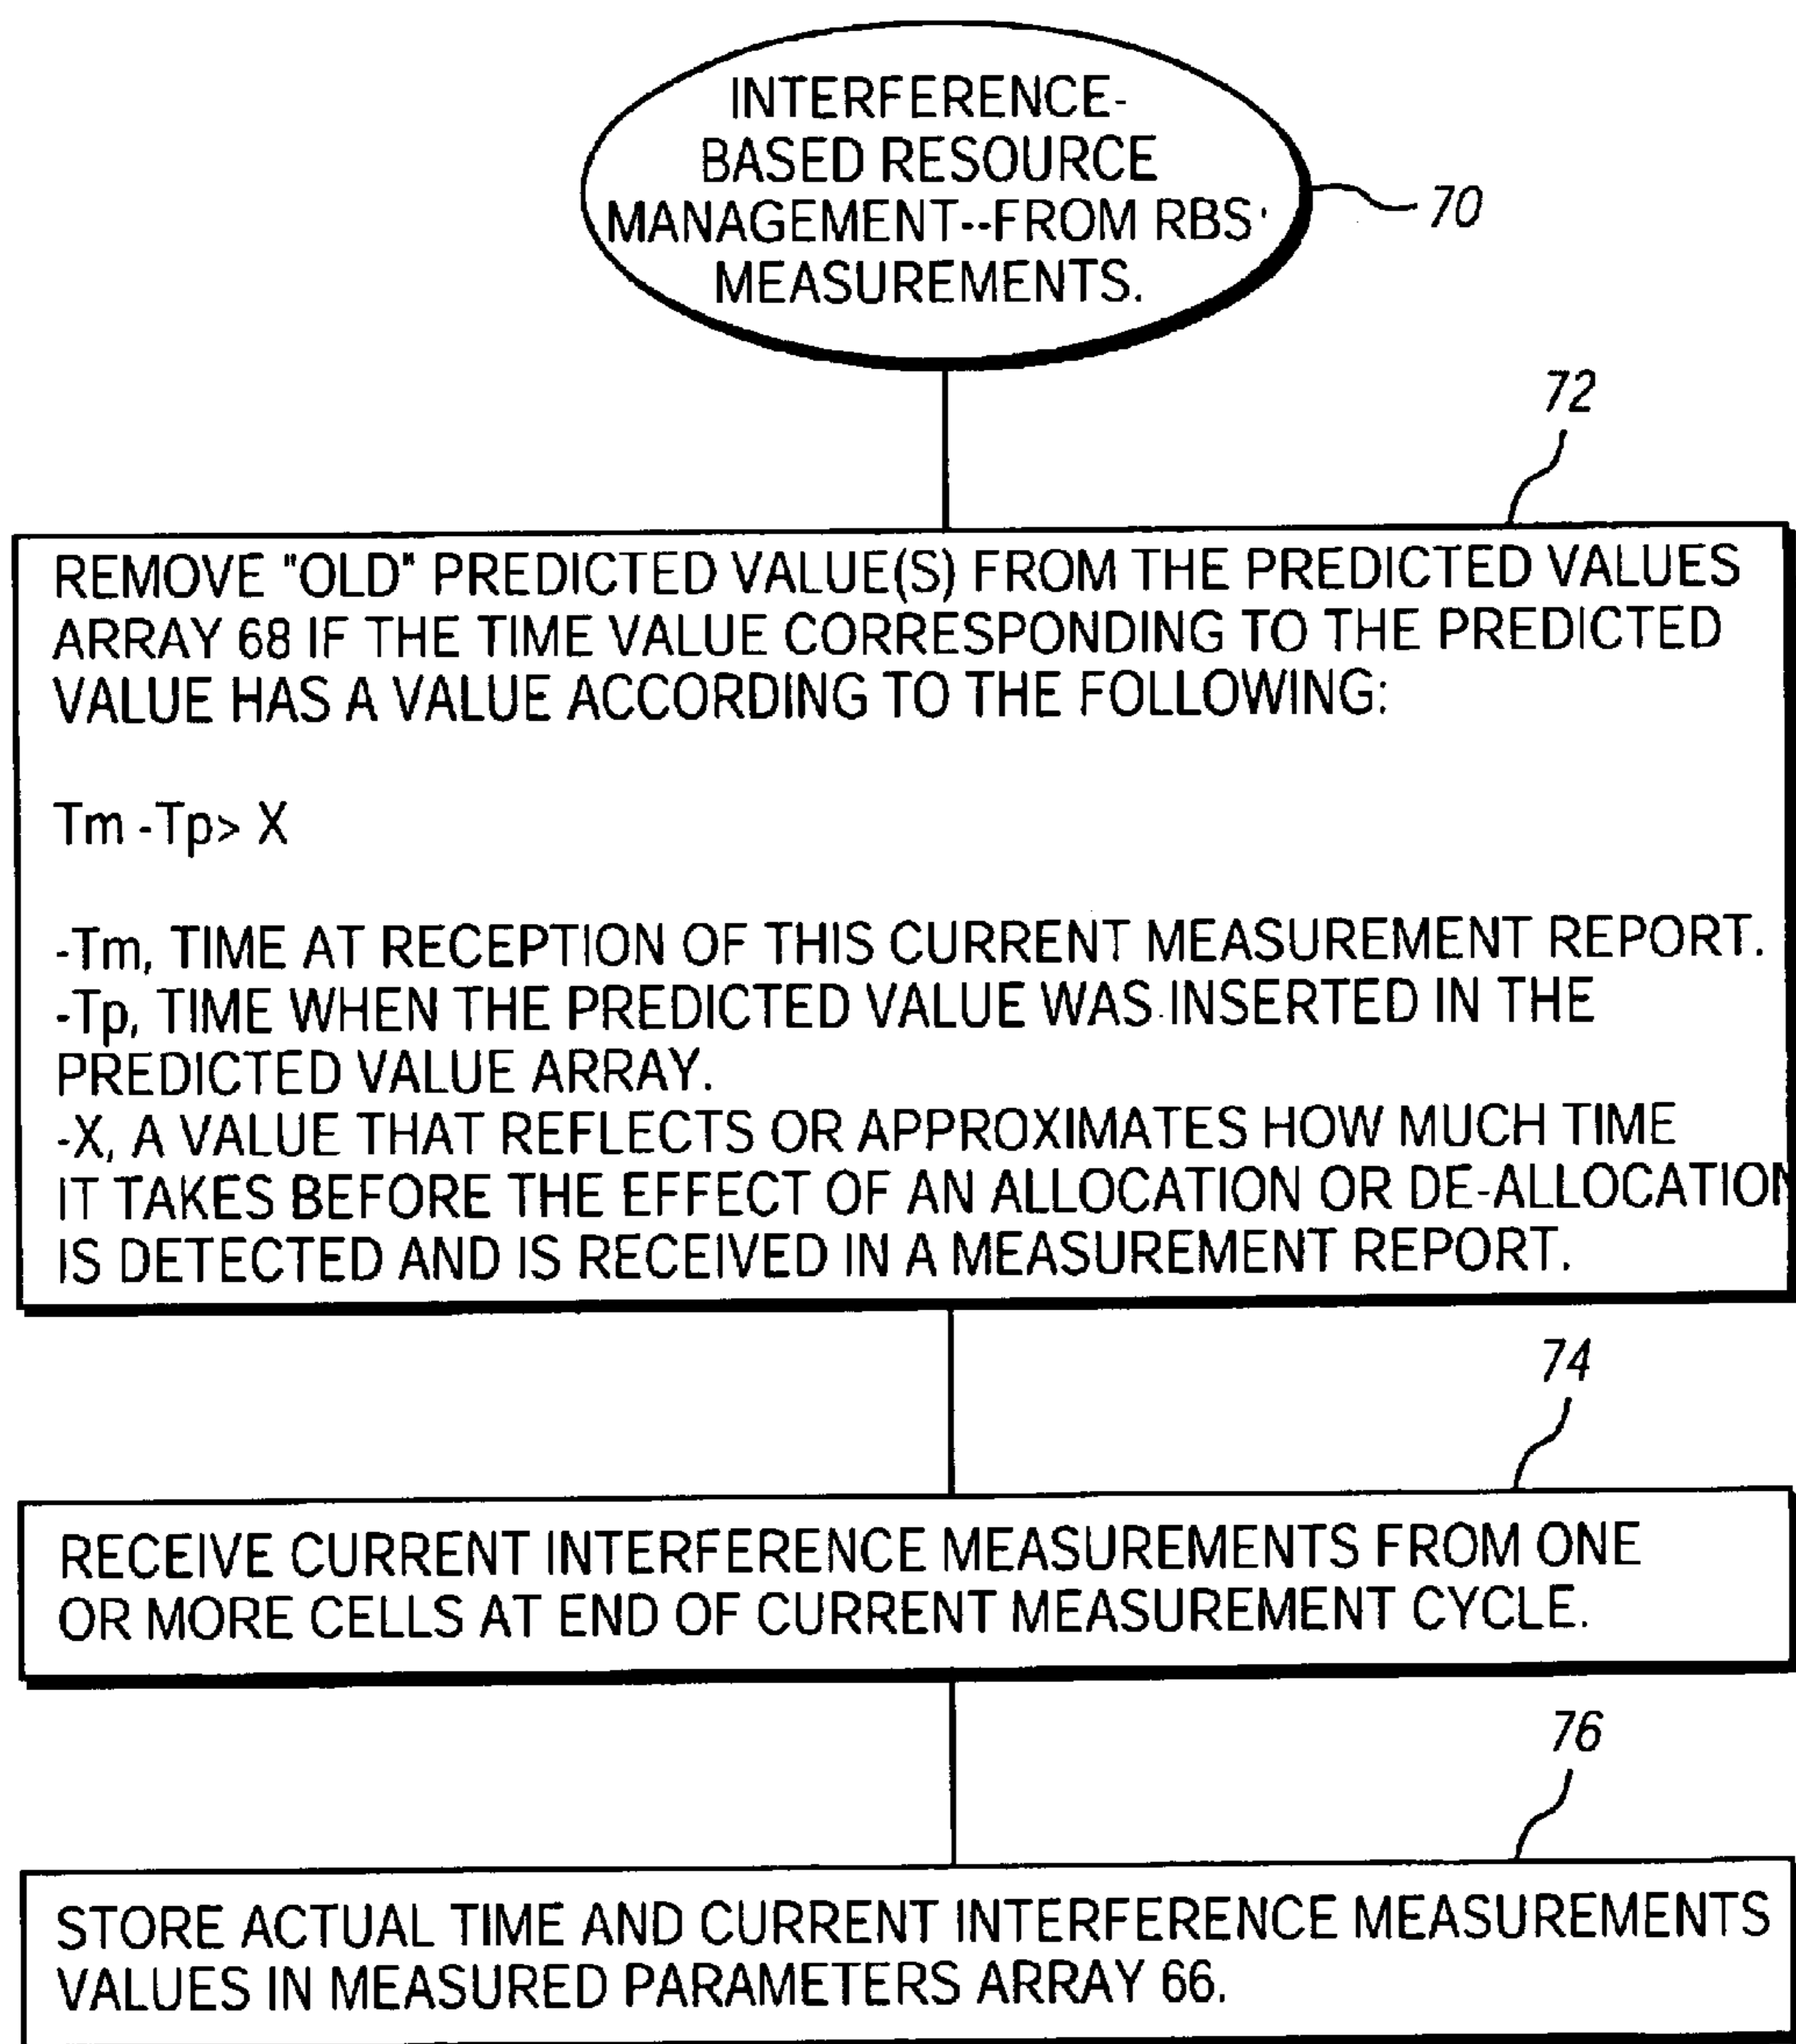 INTERFERENCE-
BASED RESOURCE
MANAGEMENT--FROM RBS'
MEASUREMENTS.
70
72
REMOVE "OLD" PREDICTED VALUE(S) FROM THE PREDICTED VALUES
ARRAY 68 IF THE TIME VALUE CORRESPONDING TO THE PREDICTED
VALUE HAS A VALUE ACCORDING TO THE FOLLOWING:
Tm -Tp> X
-Tm, TIME AT RECEPTION OF THIS CURRENT MEASUREMENT REPORT.
-Tp, TIME WHEN THE PREDICTED VALUE WAS INSERTED IN THE
PREDICTED VALUE ARRAY.
-X, A VALUE THAT REFLECTS OR APPROXIMATES HOW MUCH TIME
IT TAKES BEFORE THE EFFECT OF AN ALLOCATION OR DE-ALLOCATION
IS DETECTED AND IS RECEIVED IN A MEASUREMENT REPORT.
74
RECEIVE CURRENT INTERFERENCE MEASUREMENTS FROM ONE
OR MORE CELLS AT END OF CURRENT MEASUREMENT CYCLE.
76
STORE ACTUAL TIME AND CURRENT INTERFERENCE MEASUREMENTS
VALUES IN MEASURED PARAMETERS ARRAY 66.